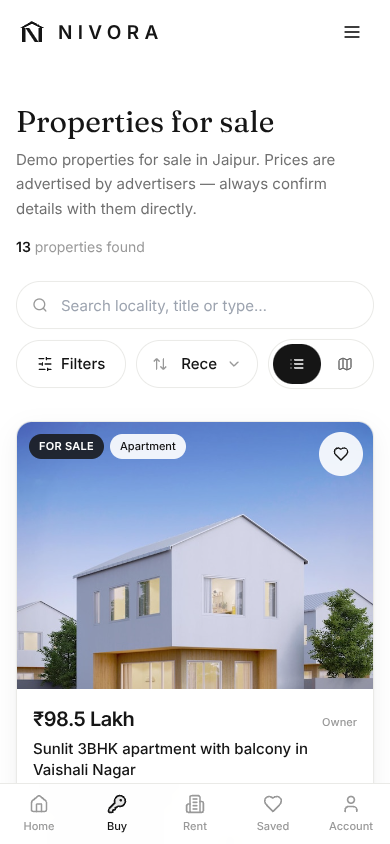 NIVORA
Properties for sale
Demo properties for sale in Jaipur. Prices are
advertised by advertisers — always confirm
details with them directly.
13 properties found
Search locality, title or type...
Filters
Rece
FOR SALE
Apartment
₹98.5 Lakh
Owner
Sunlit 3BHK apartment with balcony in
Vaishali Nagar
Home
Buy
Rent
Saved
Account